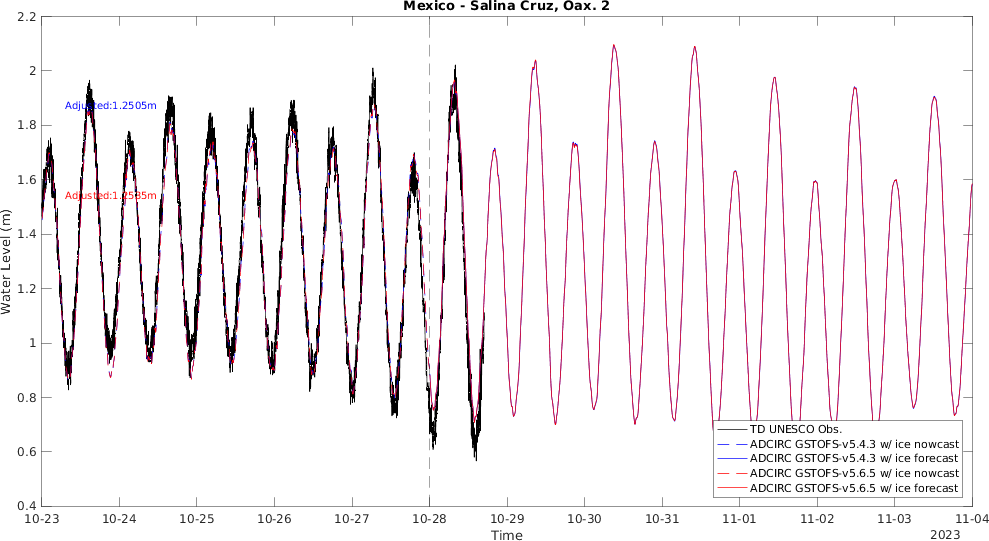 Mexico - Salina Cruz, Oax. 2
2.2
2
1.8
1.6
1.4
1.2
1
0.8
0.6
0.4
Water Level (m)
Adjusted:1.2505m
Adjusted:1.2535m
TD UNESCO Obs.
ADCIRC GSTOFS-v5.4.3 w/ ice nowcast
ADCIRC GSTOFS-v5.4.3 w/ ice forecast
ADCIRC GSTOFS-v5.6.5 w/ ice nowcast
ADCIRC GSTOFS-v5.6.5 w/ ice forecast
10-23 10-24 10-25 10-26 10-27 10-28 10-29 10-30 10-31 11-01 11-02 11-03 11-04
Time
2023